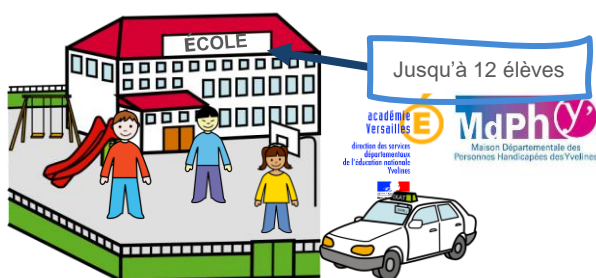 ÉCOLE
Jusqu'à 12 élèves
académie
Versailles
direction des services
départementaux
de l'éducation nationale
Yvelines
MdPh Y'
Maison Départementale des
Personnes Handicapées des Yvelines